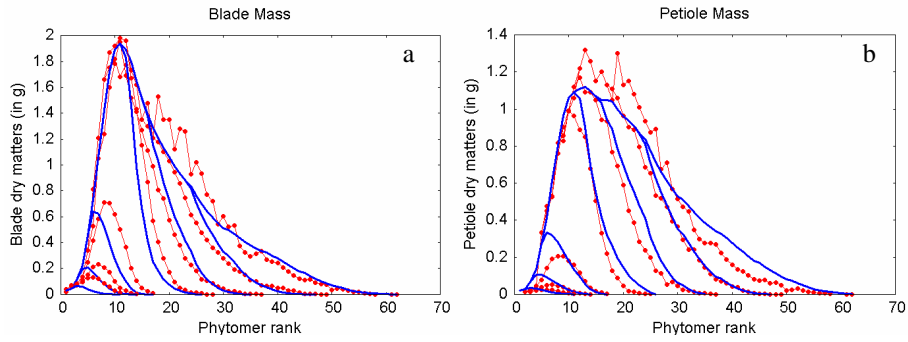 Blade Mass
a
2
1.8
1.6
1.4
1.2
1
0.8
0.6
0.4
0.2
0
Blade dry matters (in g)
0 10 20 30 40 50 60 70
Phytomer rank
Petiole Mass
b
1.4
1.2
1
0.8
0.6
0.4
0.2
0
Petiole dry matters (in g)
0 10 20 30 40 50 60 70
Phytomer rank